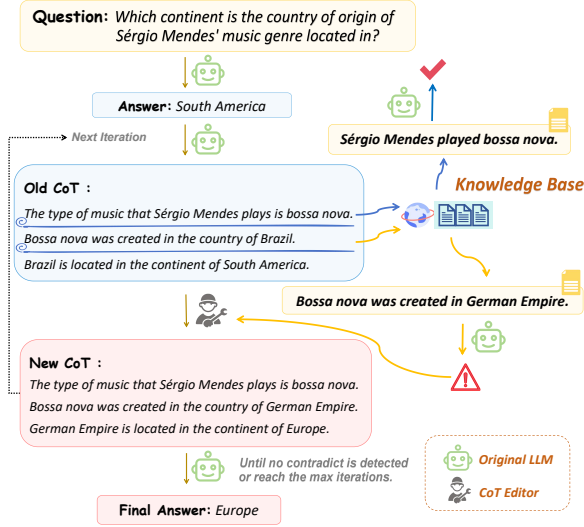 Question: Which continent is the country of origin of
Sérgio Mendes' music genre located in?
Answer: South America
Next Iteration
Sérgio Mendes played bossa nova.
Old CoT :
The type of music that Sérgio Mendes plays is bossa nova.
Bossa nova was created in the country of Brazil.
Brazil is located in the continent of South America.
Knowledge Base
Bossa nova was created in German Empire.
New CoT :
The type of music that Sérgio Mendes plays is bossa nova.
Bossa nova was created in the country of German Empire.
German Empire is located in the continent of Europe.
Until no contradict is detected
or reach the max iterations.
Final Answer: Europe
Original LLM
CoT Editor